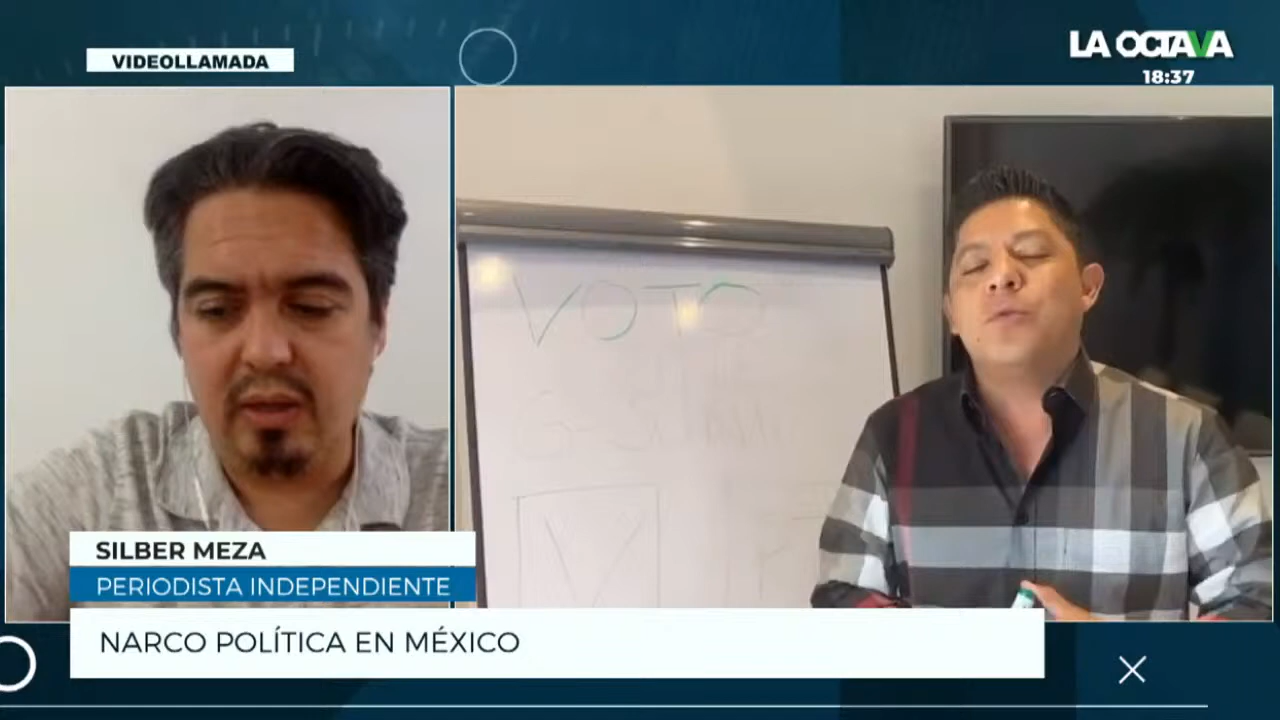 VIDEOLLAMADA
LA OCTAVA
18:37
VOTO
SILBER MEZA
PERIODISTA INDEPENDIENTE
NARCO POLÍTICA EN MÉXICO